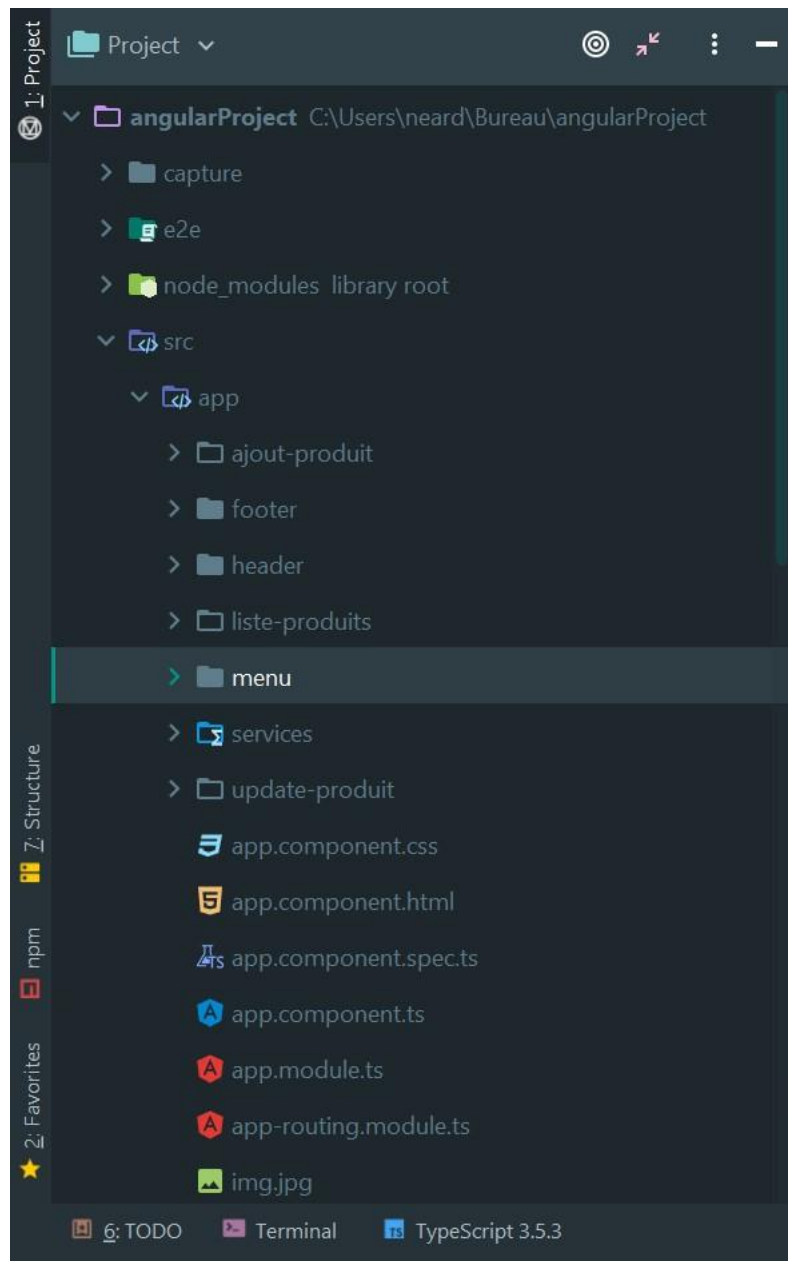 1: Project
Project
angularProject C:\Users\neard\Bureau\angularProject
capture
e2e
node_modules library root
src
app
ajout-produit
footer
header
liste-produits
menu
services
update-produit
app.component.css
app.component.html
app.component.spec.ts
app.component.ts
app.module.ts
app-routing.module.ts
img.jpg
7: Structure
npm
2: Favorites
6: TODO Terminal TypeScript 3.5.3